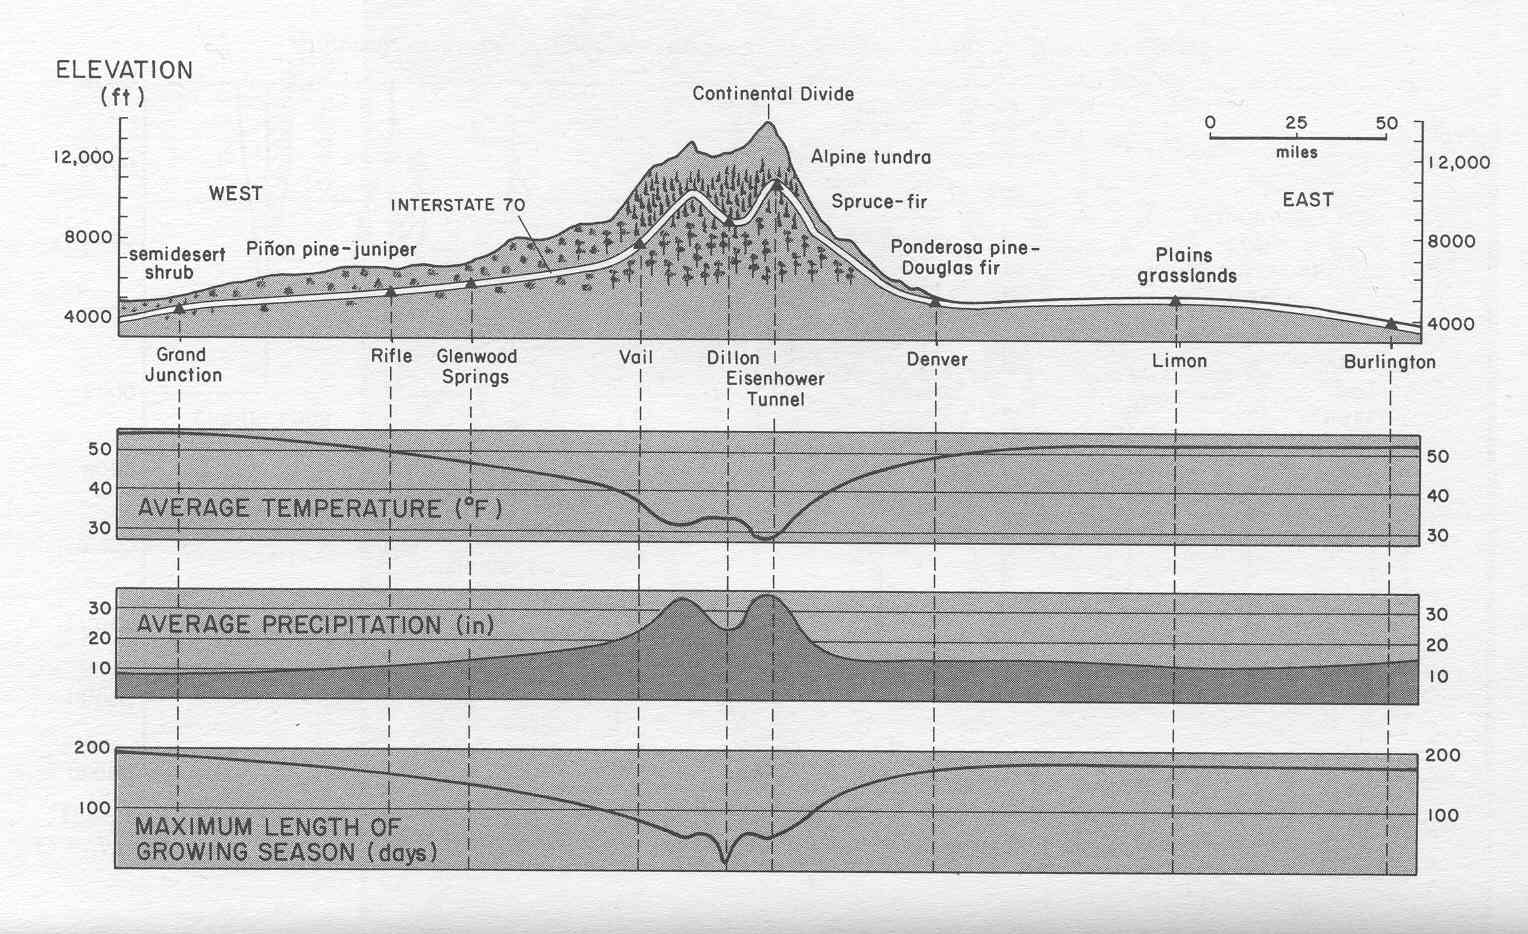 ELEVATION
(ft)
Continental Divide
0 25 50
miles
12,000
Alpine tundra
12,000
WEST
INTERSTATE 70
Spruce-fir
EAST
8000
semidesert
shrub
Piñon pine-juniper
Ponderosa pine-
Douglas fir
Plains
grasslands
8000
4000
4000
Grand
Junction
Rifle
Glenwood
Springs
Vail
Dillon
Eisenhower
Tunnel
Denver
Limon
Burlington
50
40
30
AVERAGE TEMPERATURE (°F)
50
40
30
30
20
10
AVERAGE PRECIPITATION (in)
30
20
10
200
100
MAXIMUM LENGTH OF
GROWING SEASON (days)
200
100